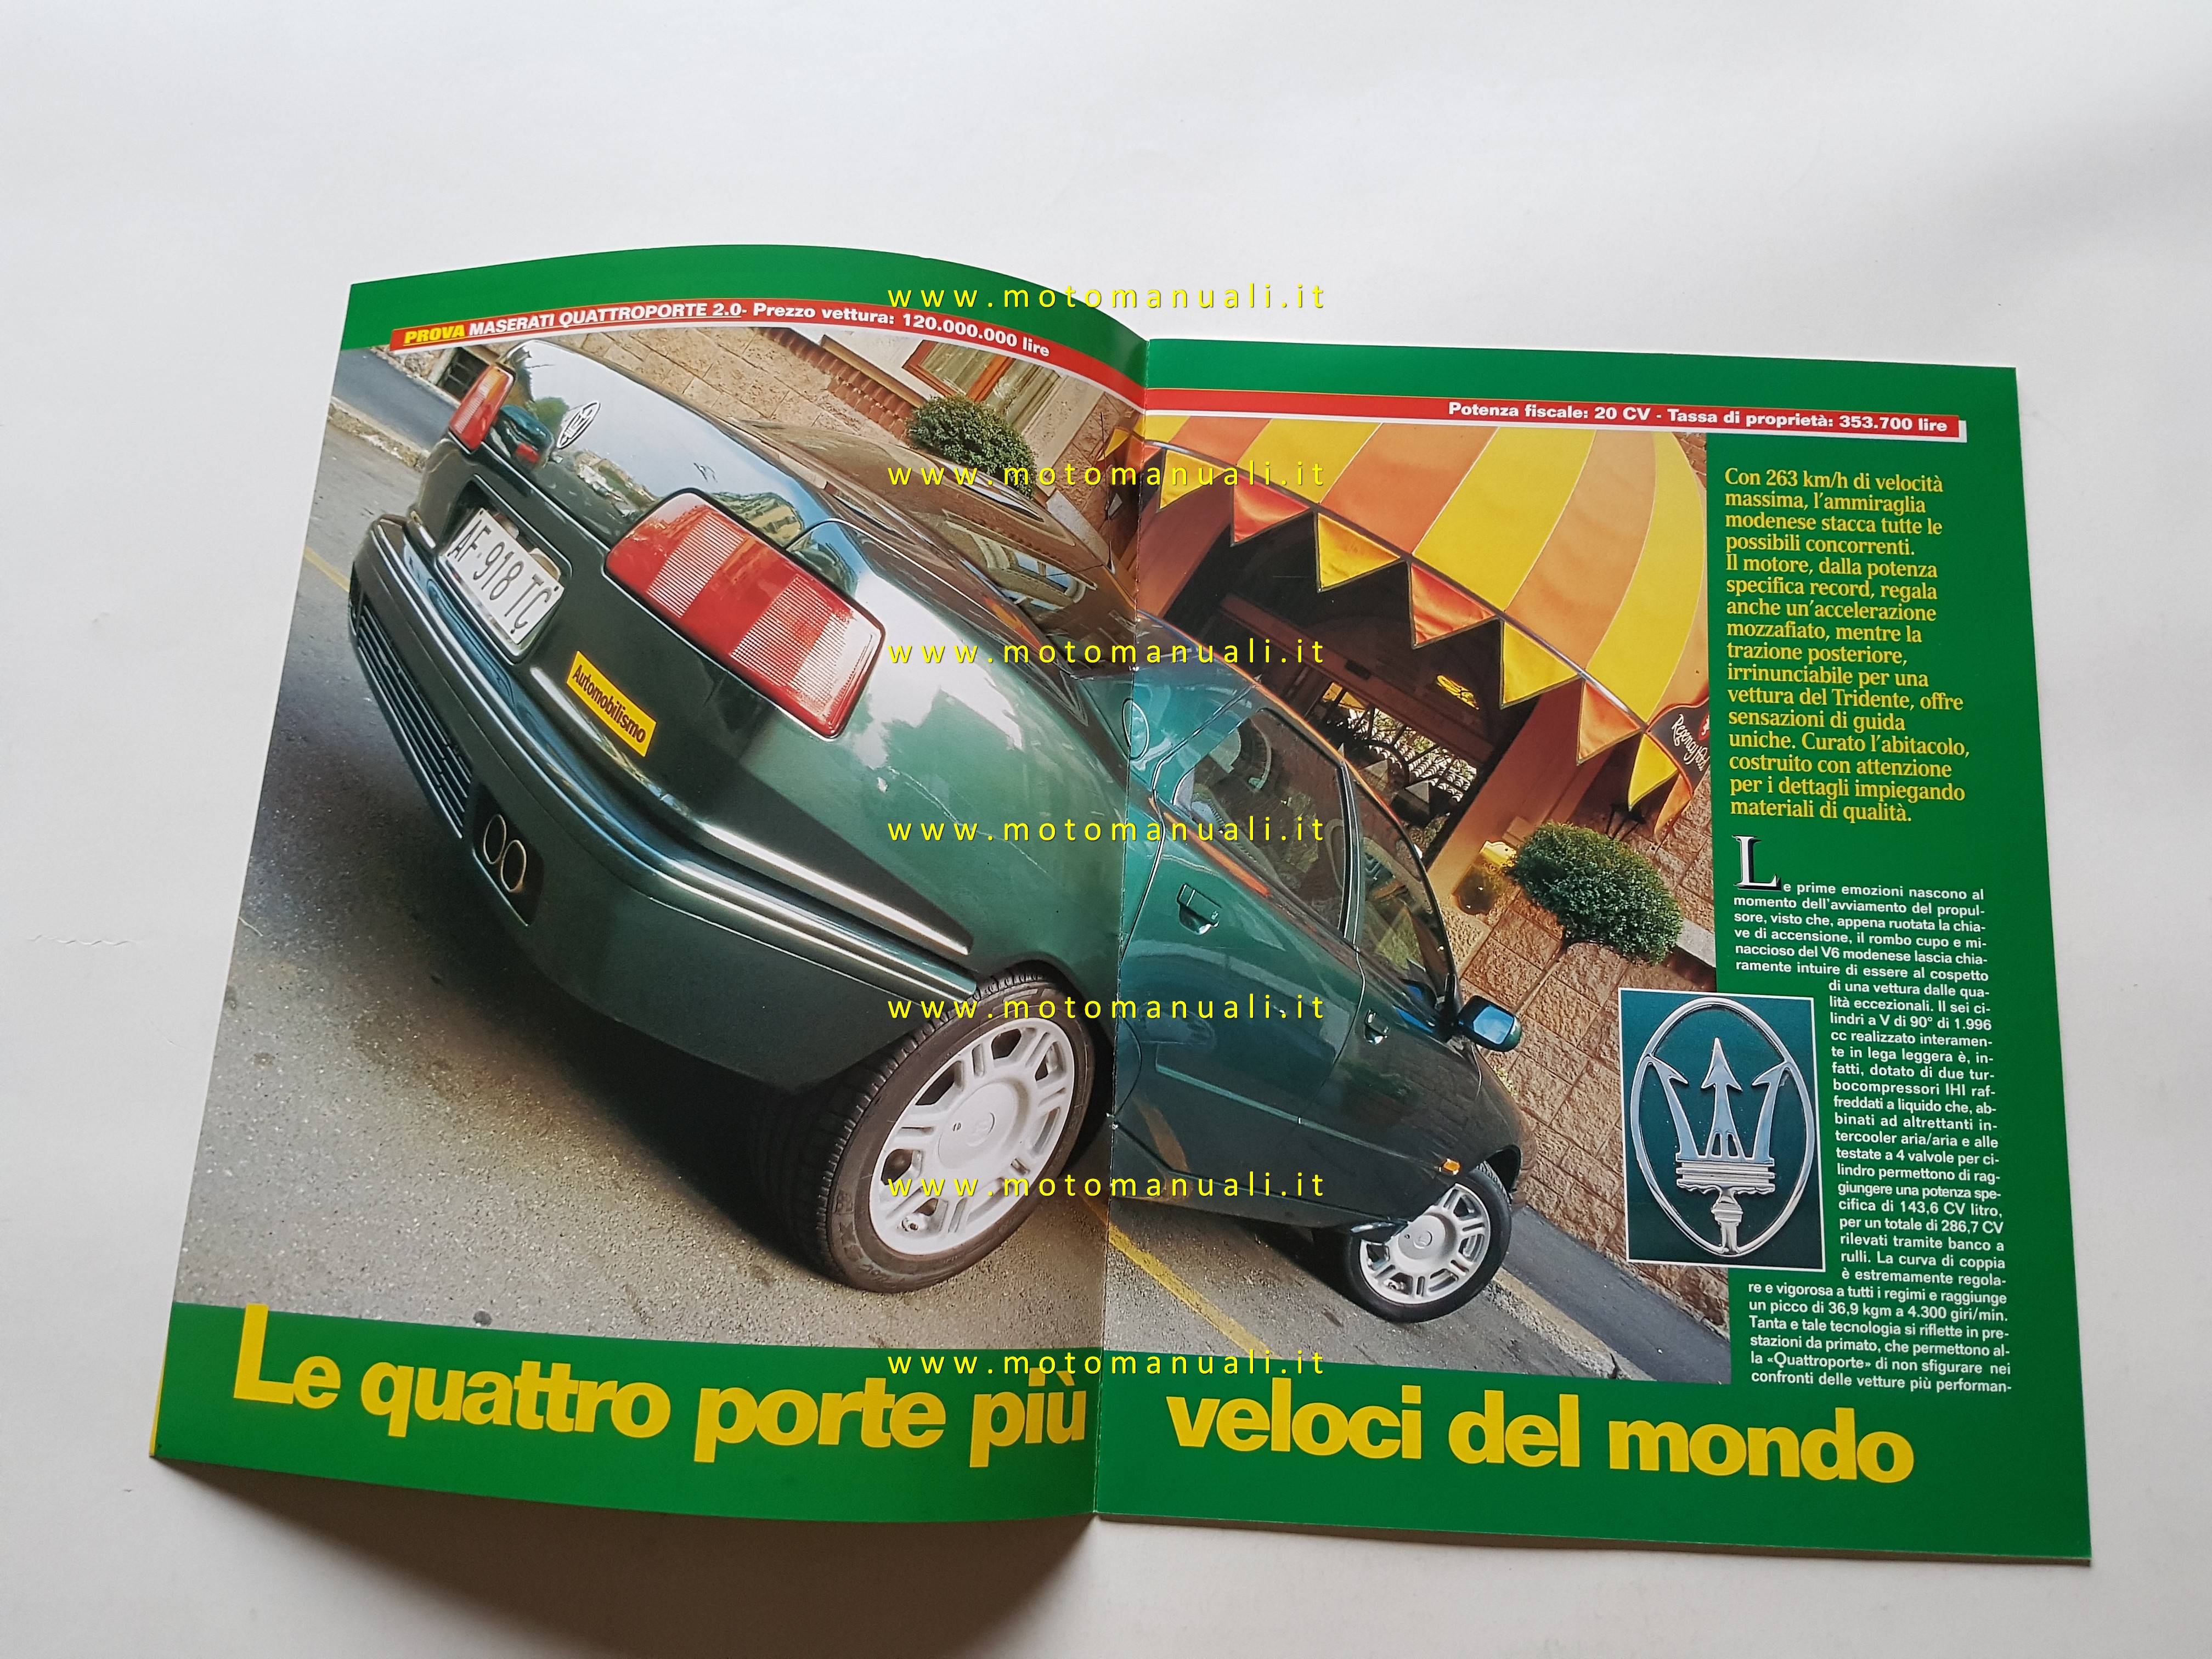 www.motomanuali.it
PROVA MASERATI QUATTROPORTE 2.0- Prezzo vettura: 120.000.000 lire
Potenza fiscale: 20 CV - Tassa di proprietà: 353.700 lire
www.motomanuali.it
www.motomanuali.it
www.motomanuali.it
www.motomanuali.it
www.motomanuali.it
www.motomanuali.it
AF·918 TC
Automobilismo
Con 263 km/h di velocità
massima, l'ammiraglia
modenese stacca tutte le
possibili concorrenti.
Il motore, dalla potenza
specifica record, regala
anche un'accelerazione
mozzafiato, mentre la
trazione posteriore,
irrinunciabile per una
vettura del Tridente, offre
sensazioni di guida
uniche. Curato l'abitacolo,
costruito con attenzione
per i dettagli impiegando
materiali di qualità.
Le prime emozioni nascono al
momento dell'avviamento del propul-
sore, visto che, appena ruotata la chia-
ve di accensione, il rombo cupo e mi-
naccioso del V6 modenese lascia chia-
ramente intuire di essere al cospetto
di una vettura dalle qua-
lità eccezionali. Il sei ci-
lindri a V di 90° di 1.996
cc realizzato interamen-
te in lega leggera è, in-
fatti, dotato di due tur-
bocompressori IHI raf-
freddati a liquido che, ab-
binati ad altrettanti in-
tercooler aria/aria e alle
testate a 4 valvole per ci-
lindro permettono di rag-
giungere una potenza spe-
cifica di 143,6 CV litro,
per un totale di 286,7 CV
rilevati tramite banco a
rulli. La curva di coppia
è estremamente regola-
re e vigorosa a tutti i regimi e raggiunge
un picco di 36,9 kgm a 4.300 giri/min.
Tanta e tale tecnologia si riflette in pre-
stazioni da primato, che permettono al-
la «Quattroporte» di non sfigurare nei
confronti delle vetture più performan-
Le quattro porte più veloci del mondo